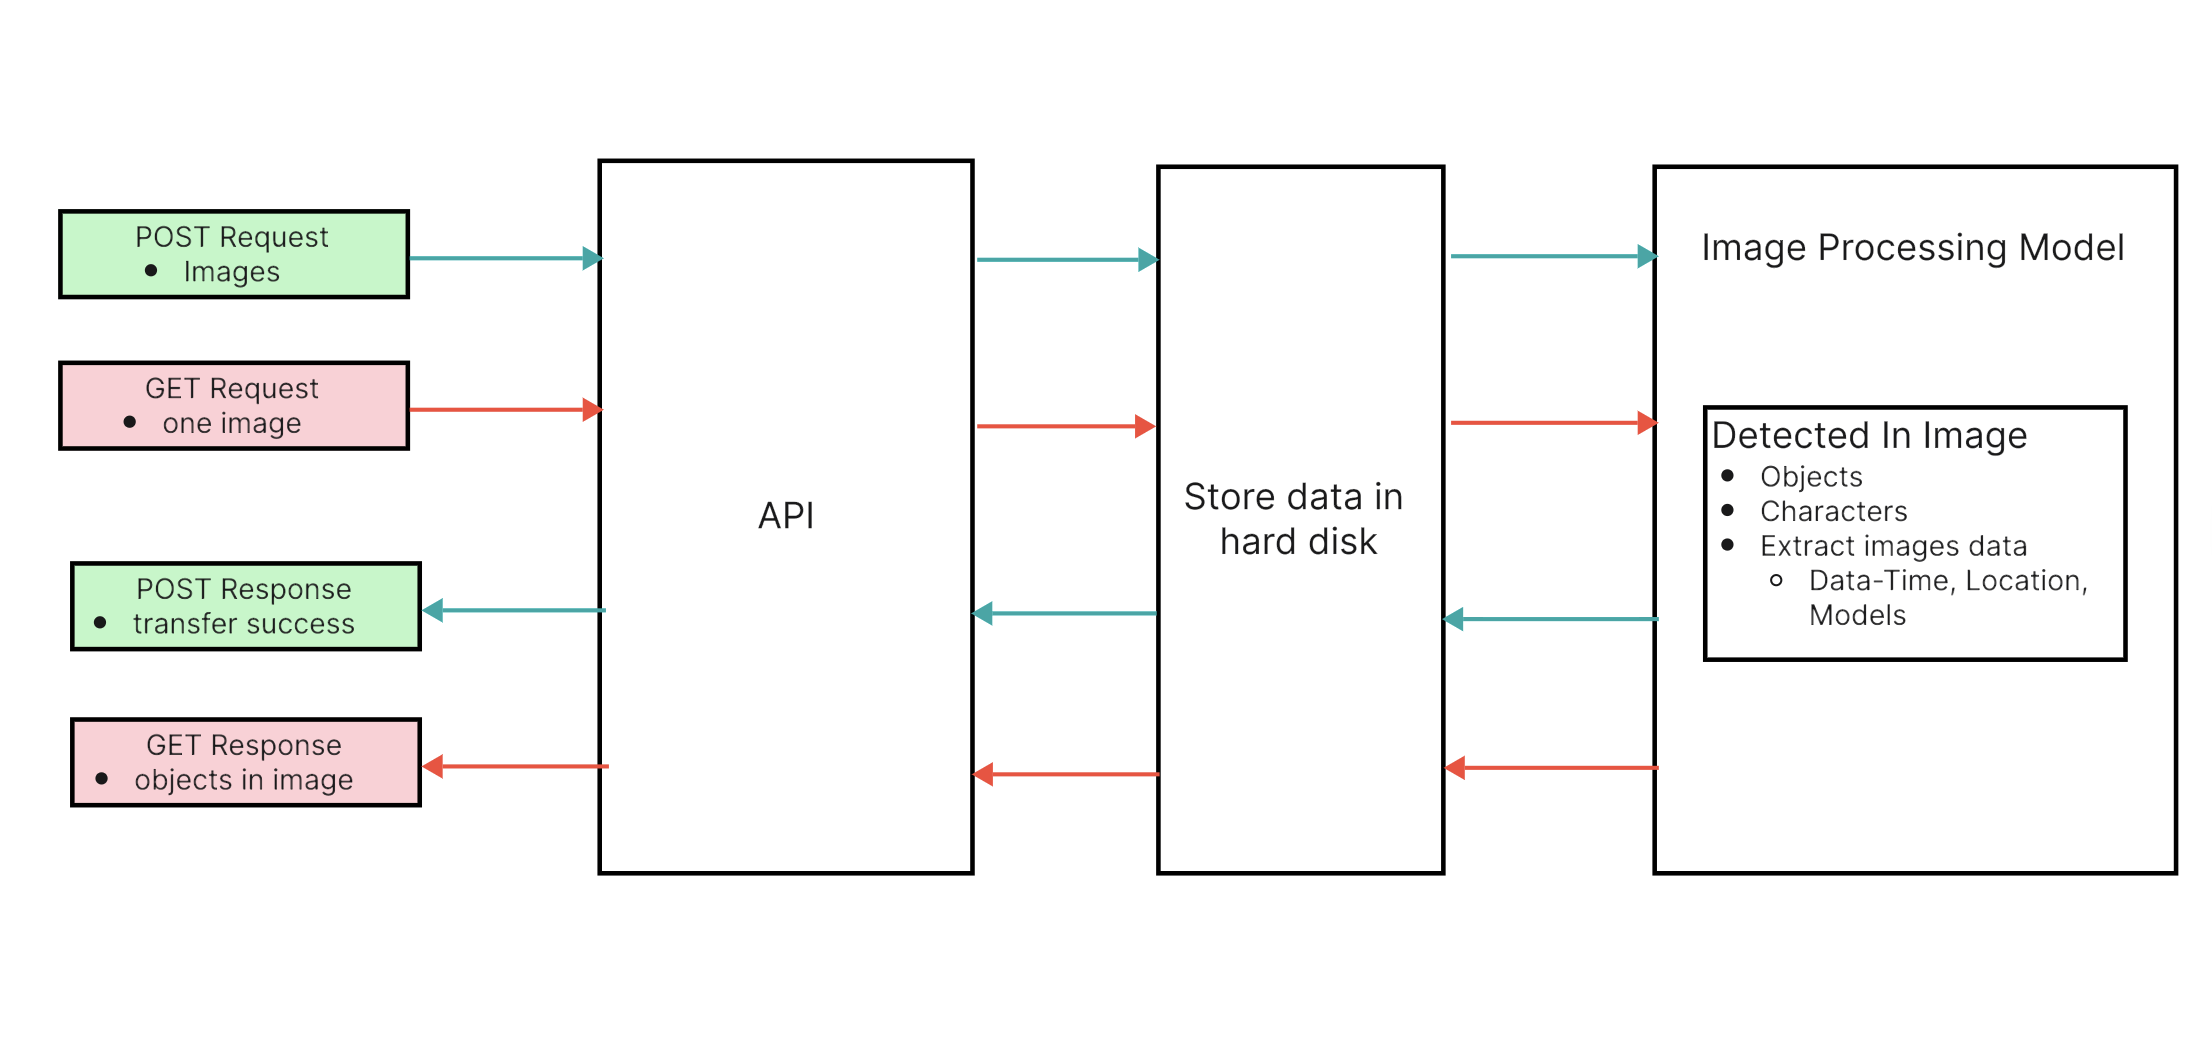 POST Request
● Images
GET Request
● one image
POST Response
● transfer success
GET Response
● objects in image
API
Store data in
hard disk
Image Processing Model
Detected In Image
● Objects
● Characters
● Extract images data
○ Data-Time, Location,
Models